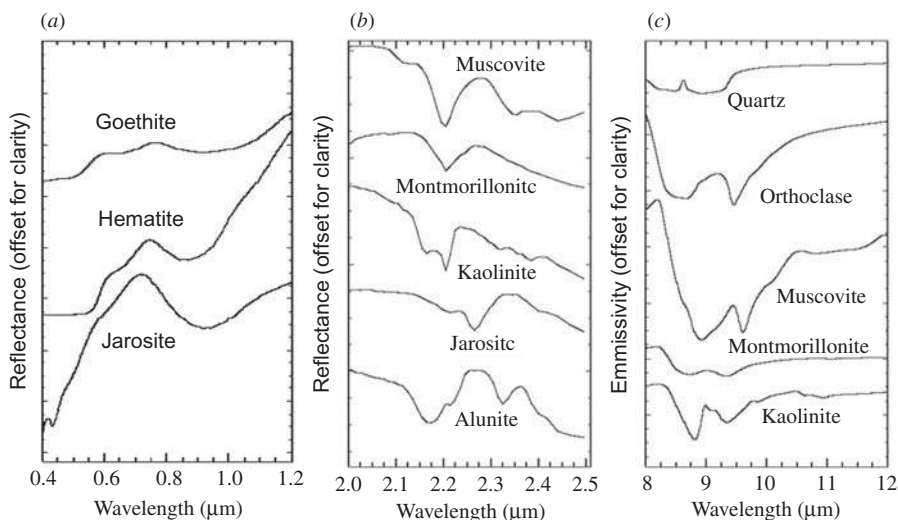 (a)
Reflectance (offset for clarity)
Goethite
Hematite
Jarosite
0.4 0.6 0.8 1.0 1.2
Wavelength (μm)
(b)
Reflectance (offset for clarity)
Muscovite
Montmorillonitc
Kaolinite
Jarositc
Alunite
2.0 2.1 2.2 2.3 2.4 2.5
Wavelength (μm)
(c)
Emmissivity (offset for clarity)
Quartz
Orthoclase
Muscovite
Montmorillonite
Kaolinite
8 9 10 11 12
Wavelength (μm)